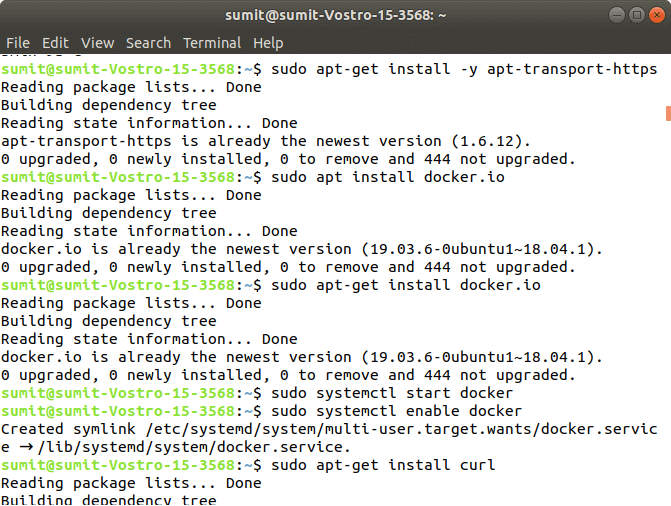 sumit@sumit-Vostro-15-3568: ~
File Edit View Search Terminal Help
sumit@sumit-Vostro-15-3568:~$ sudo apt-get install -y apt-transport-https
Reading package lists... Done
Building dependency tree
Reading state information... Done
apt-transport-https is already the newest version (1.6.12).
0 upgraded, 0 newly installed, 0 to remove and 444 not upgraded.
sumit@sumit-Vostro-15-3568:~$ sudo apt install docker.io
Reading package lists... Done
Building dependency tree
Reading state information... Done
docker.io is already the newest version (19.03.6-0ubuntu1~18.04.1).
0 upgraded, 0 newly installed, 0 to remove and 444 not upgraded.
sumit@sumit-Vostro-15-3568:~$ sudo apt-get install docker.io
Reading package lists... Done
Building dependency tree
Reading state information... Done
docker.io is already the newest version (19.03.6-0ubuntu1~18.04.1).
0 upgraded, 0 newly installed, 0 to remove and 444 not upgraded.
sumit@sumit-Vostro-15-3568:~$ sudo systemctl start docker
sumit@sumit-Vostro-15-3568:~$ sudo systemctl enable docker
Created symlink /etc/systemd/system/multi-user.target.wants/docker.servic
e → /lib/systemd/system/docker.service.
sumit@sumit-Vostro-15-3568:~$ sudo apt-get install curl
Reading package lists... Done
Building dependency tree